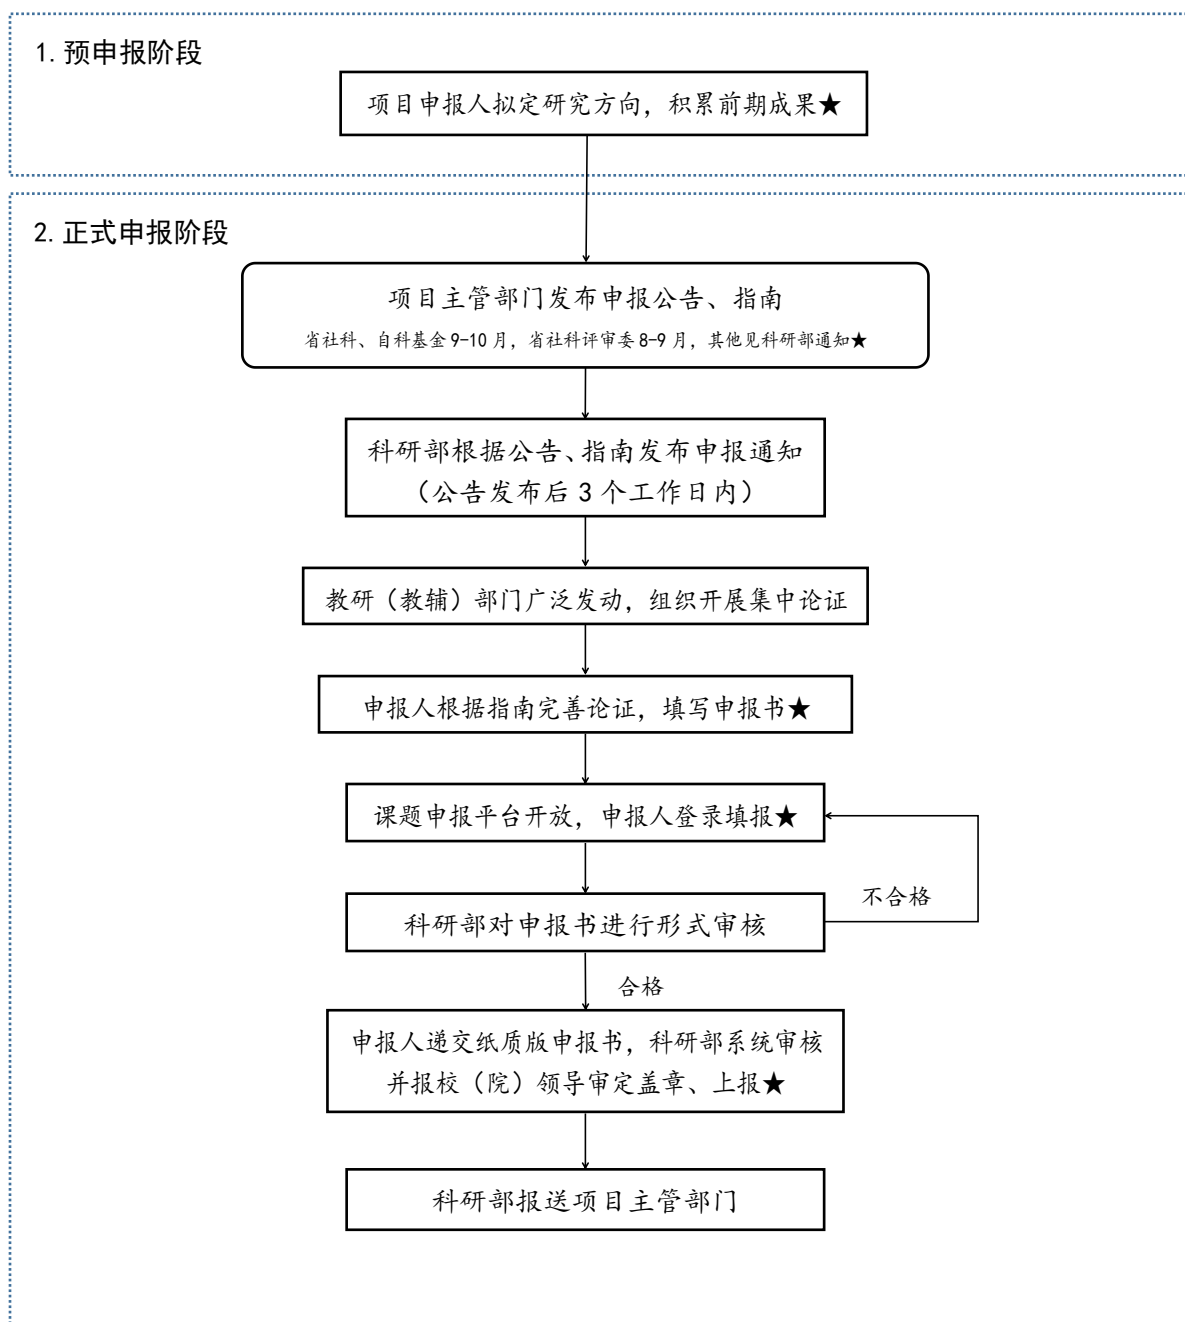 1. 预申报阶段
项目申报人拟定研究方向，积累前期成果★
2. 正式申报阶段
项目主管部门发布申报公告、指南
省社科、自科基金 9-10 月，省社科评审委 8-9 月，其他见科研部通知★
科研部根据公告、指南发布申报通知
（公告发布后 3 个工作日内）
教研（教辅）部门广泛发动，组织开展集中论证
申报人根据指南完善论证，填写申报书★
课题申报平台开放，申报人登录填报★
不合格
科研部对申报书进行形式审核
合格
申报人递交纸质版申报书，科研部系统审核
并报校（院）领导审定盖章、上报★
科研部报送项目主管部门